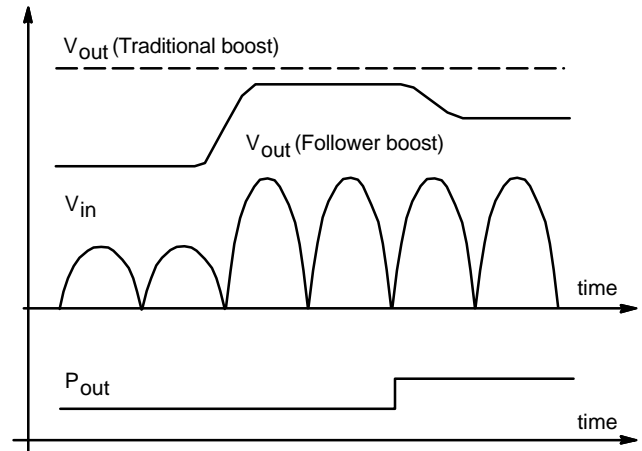 Vout (Traditional boost)
Vout (Follower boost)
Vin
time
Pout
time